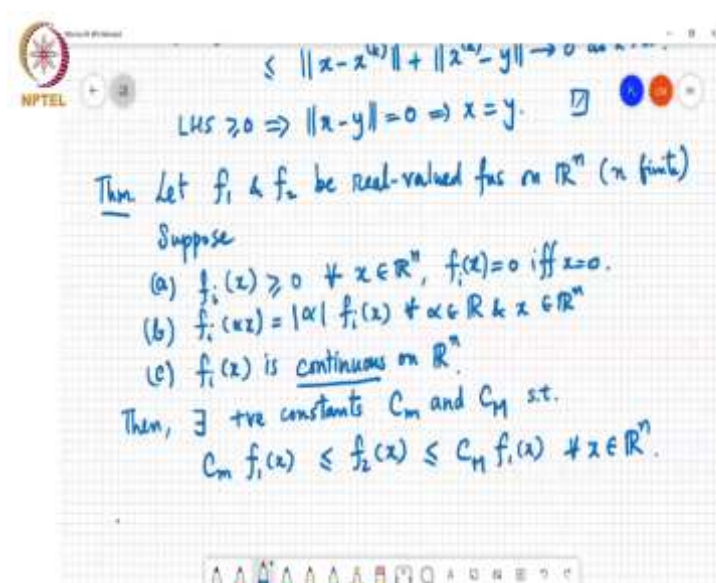 ≤ ||x-x^(k)|| + ||x^(k)-y|| → 0 as
NPTEL
LHS ≥ 0 ⇒ ||x-y|| = 0 ⇒ x = y.
Thm. Let f₁ & f₂ be real-valued fns on ℝⁿ (n finite)
Suppose
(a) fᵢ(x) ≥ 0 ∀ x ∈ ℝⁿ, fᵢ(x)=0 iff x=0.
(b) fᵢ(αx) = |α| fᵢ(x) ∀ α ∈ ℝ & x ∈ ℝⁿ
(c) fᵢ(x) is continuous on ℝⁿ.
Then, ∃ +ve constants C_m and C_M s.t.
C_m f₁(x) ≤ f₂(x) ≤ C_M f₁(x) ∀ x ∈ ℝⁿ.